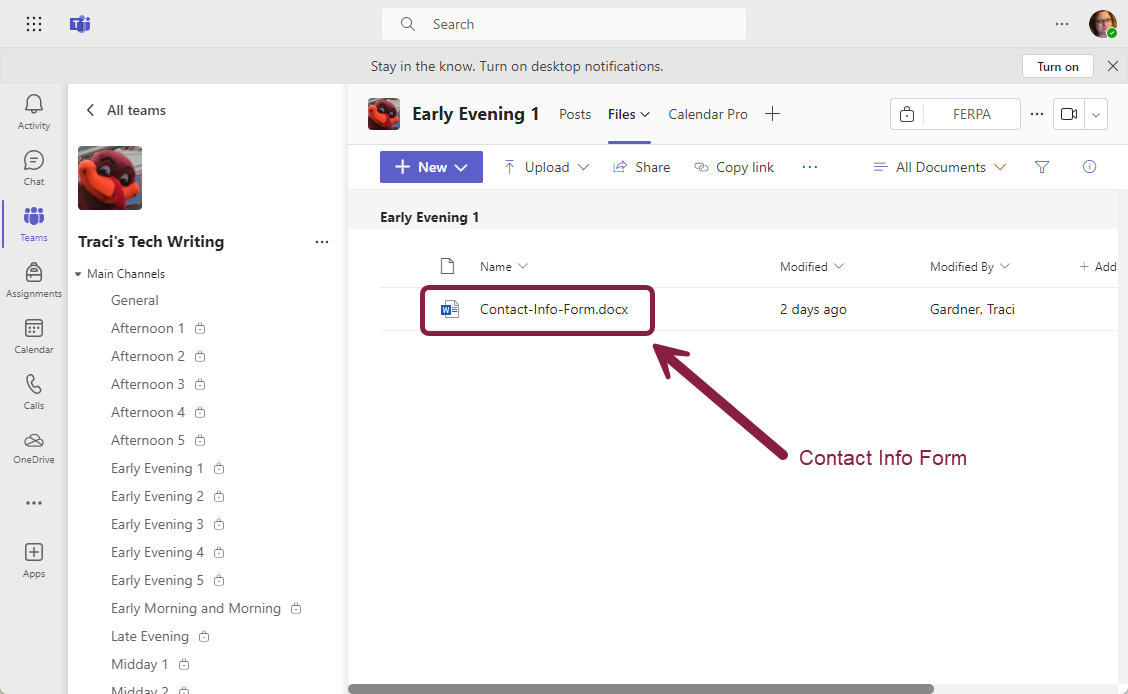 Search
Stay in the know. Turn on desktop notifications.
Turn on
Activity
Chat
Teams
Assignments
Calendar
Calls
OneDrive
Apps
All teams
Traci's Tech Writing
Main Channels
General
Afternoon 1
Afternoon 2
Afternoon 3
Afternoon 4
Afternoon 5
Early Evening 1
Early Evening 2
Early Evening 3
Early Evening 4
Early Evening 5
Early Morning and Morning
Late Evening
Midday 1
Midday 2
Early Evening 1 Posts Files Calendar Pro FERPA
New Upload Share Copy link All Documents
Early Evening 1
Name Modified Modified By Add
Contact-Info-Form.docx 2 days ago Gardner, Traci
Contact Info Form